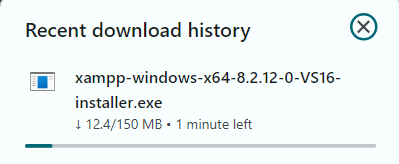 Recent download history
xampp-windows-x64-8.2.12-0-VS16-
installer.exe
↓ 12.4/150 MB • 1 minute left